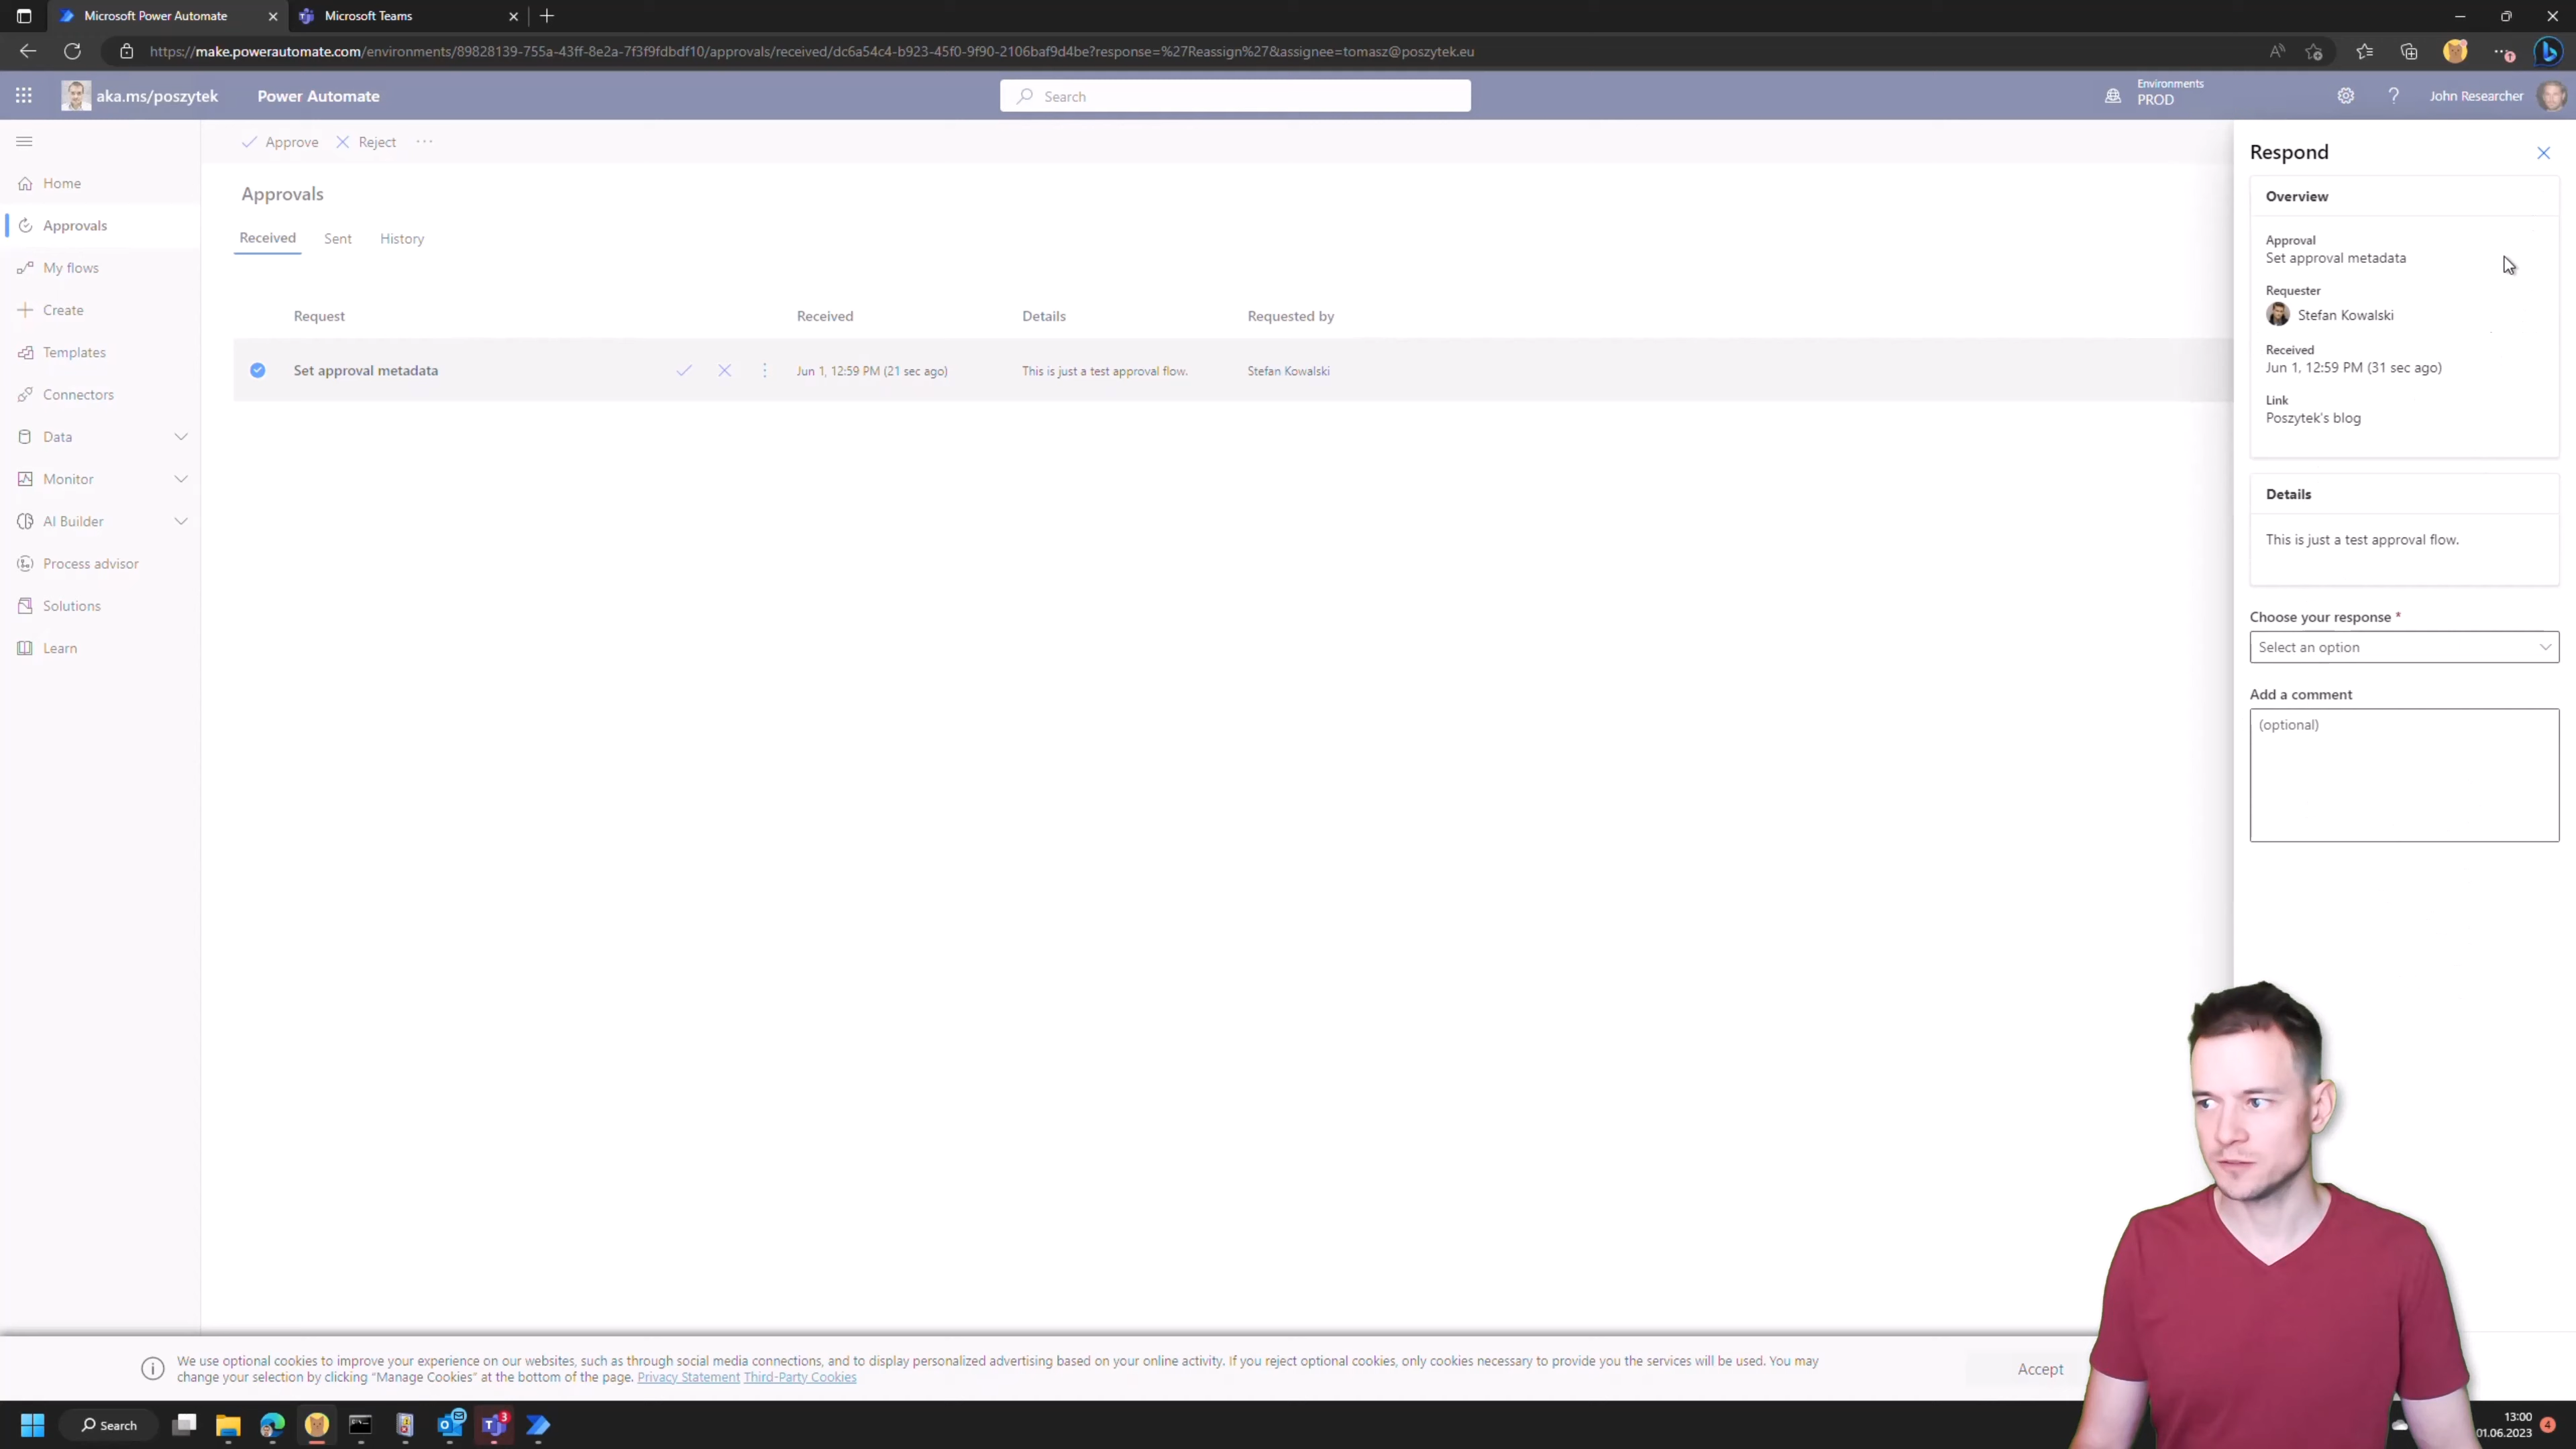 Microsoft Power Automate
Microsoft Teams
https://make.powerautomate.com/environments/89828139-755a-43ff-8e2a-7f3f9fdbdf10/approvals/received/dc6a54c4-b923-45f0-9f90-2106baf9d4be?response=%27Reassign%27&assignee=tomasz@poszytek.eu
aka.ms/poszytek
Power Automate
Search
Environments
PROD
John Researcher
Home
Approvals
My flows
Create
Templates
Connectors
Data
Monitor
AI Builder
Process advisor
Solutions
Learn
Approve
Reject
Approvals
Received
Sent
History
Request
Received
Details
Requested by
Set approval metadata
Jun 1, 12:59 PM (21 sec ago)
This is just a test approval flow.
Stefan Kowalski
Respond
Overview
Approval
Set approval metadata
Requester
Stefan Kowalski
Received
Jun 1, 12:59 PM (31 sec ago)
Link
Poszytek's blog
Details
This is just a test approval flow.
Choose your response *
Select an option
Add a comment
(optional)
We use optional cookies to improve your experience on our websites, such as through social media connections, and to display personalized advertising based on your online activity. If you reject optional cookies, only cookies necessary to provide you the services will be used. You may
change your selection by clicking “Manage Cookies” at the bottom of the page. Privacy Statement Third-Party Cookies
Accept
Search
3
13:00
01.06.2023
4